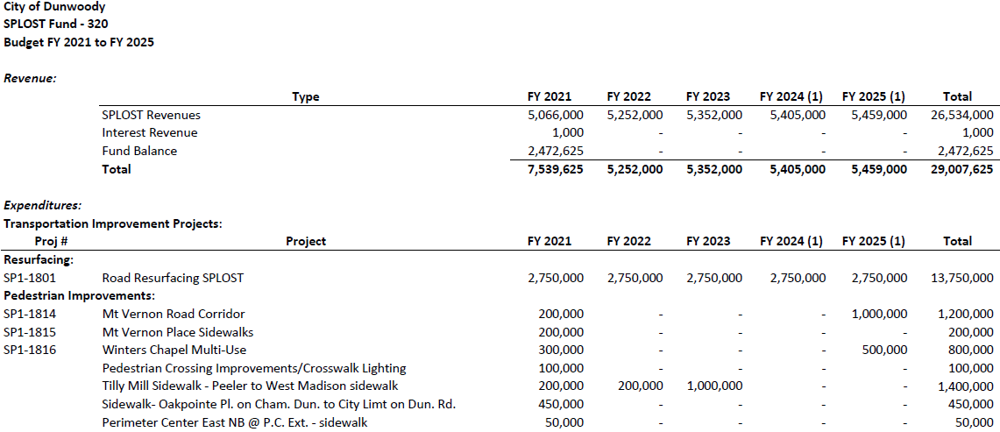 City of Dunwoody
SPLOST Fund - 320
Budget FY 2021 to FY 2025
Revenue:
Type FY 2021 FY 2022 FY 2023 FY 2024 (1) FY 2025 (1) Total
SPLOST Revenues 5,066,000 5,252,000 5,352,000 5,405,000 5,459,000 26,534,000
Interest Revenue 1,000 - - - - 1,000
Fund Balance 2,472,625 - - - - 2,472,625
Total 7,539,625 5,252,000 5,352,000 5,405,000 5,459,000 29,007,625
Expenditures:
Transportation Improvement Projects:
Proj # Project FY 2021 FY 2022 FY 2023 FY 2024 (1) FY 2025 (1) Total
Resurfacing:
SP1-1801 Road Resurfacing SPLOST 2,750,000 2,750,000 2,750,000 2,750,000 2,750,000 13,750,000
Pedestrian Improvements:
SP1-1814 Mt Vernon Road Corridor 200,000 - - - 1,000,000 1,200,000
SP1-1815 Mt Vernon Place Sidewalks 200,000 - - - - 200,000
SP1-1816 Winters Chapel Multi-Use 300,000 - - - 500,000 800,000
Pedestrian Crossing Improvements/Crosswalk Lighting 100,000 - - - - 100,000
Tilly Mill Sidewalk - Peeler to West Madison sidewalk 200,000 200,000 1,000,000 - - 1,400,000
Sidewalk- Oakpointe Pl. on Cham. Dun. to City Limt on Dun. Rd. 450,000 - - - - 450,000
Perimeter Center East NB @ P.C. Ext. - sidewalk 50,000 - - - - 50,000